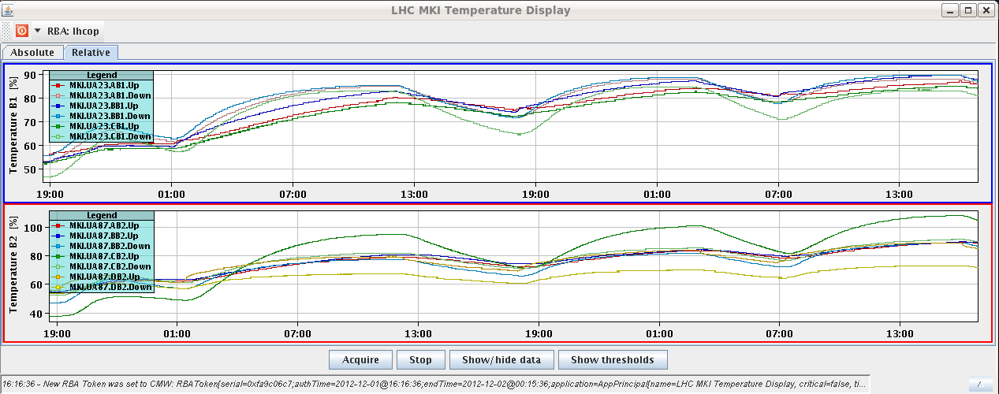 LHC MKI Temperature Display
RBA: lhcop
Absolute Relative
Temperature B1 [%]
90
80
70
60
50
Legend
MKI.UA23.AB1.Up
MKI.UA23.AB1.Down
MKI.UA23.BB1.Up
MKI.UA23.BB1.Down
MKI.UA23.CB1.Up
MKI.UA23.CB1.Down
19:00 01:00 07:00 13:00 19:00 01:00 07:00 13:00
Temperature B2 [%]
100
80
60
40
Legend
MKI.UA87.AB2.Up
MKI.UA87.BB2.Up
MKI.UA87.BB2.Down
MKI.UA87.CB2.Up
MKI.UA87.CB2.Down
MKI.UA87.DB2.Up
MKI.UA87.DB2.Down
19:00 01:00 07:00 13:00 19:00 01:00 07:00 13:00
Acquire Stop Show/hide data Show thresholds
16:16:36 - New RBA Token was set to CMW: RBAToken[serial=0xfa9c06c7;authTime=2012-12-01@16:16:36;endTime=2012-12-02@00:15:36;application=AppPrincipal[name=LHC MKI Temperature Display, critical=false, ti...